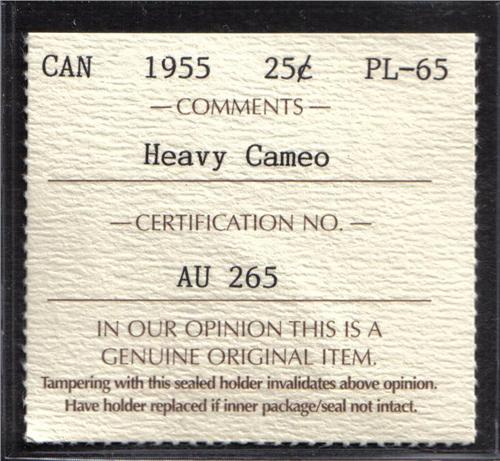 CAN 1955 25¢ PL-65
—COMMENTS—
Heavy Cameo
—CERTIFICATION NO.—
AU 265
IN OUR OPINION THIS IS A
GENUINE ORIGINAL ITEM.
Tampering with this sealed holder invalidates above opinion.
Have holder replaced if inner package/seal not intact.